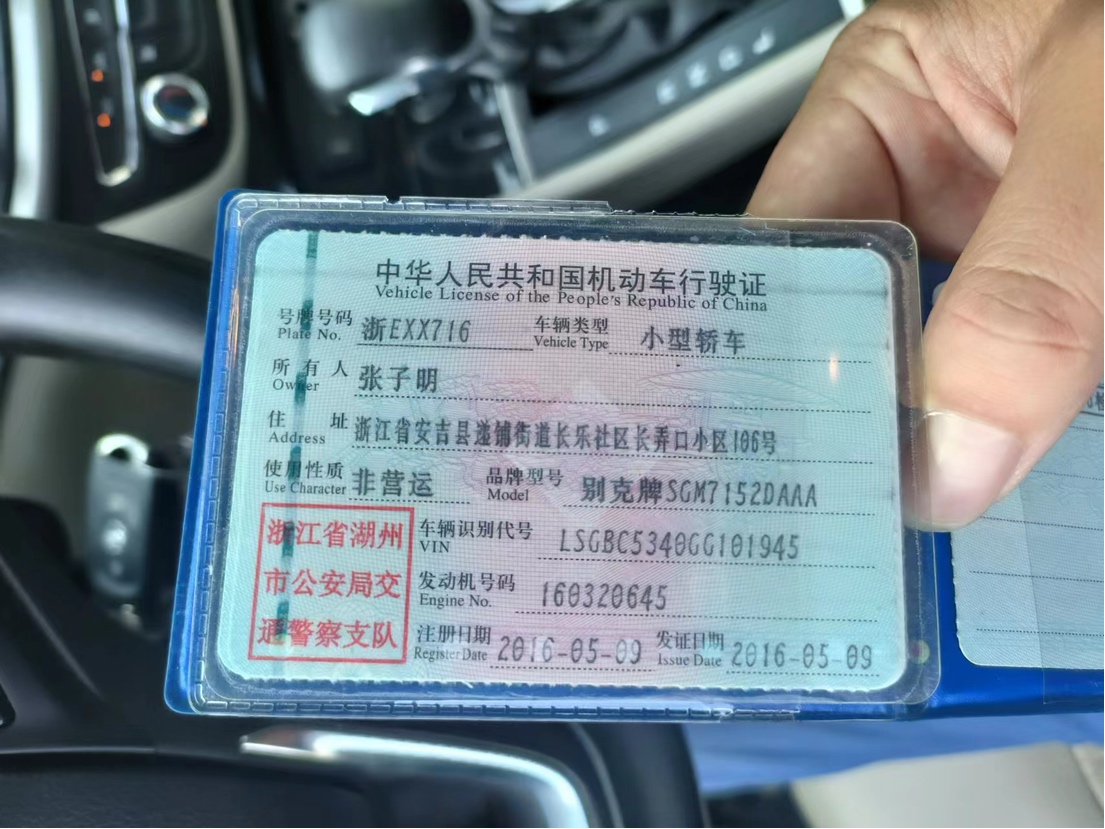 中华人民共和国机动车行驶证
Vehicle License of the People's Republic of China
号牌号码 浙EXX716 车辆类型 小型轿车
Plate No. Vehicle Type
所有人 张子明
Owner
住址 浙江省安吉县递铺街道长乐社区长弄口小区106号
Address
使用性质 非营运 品牌型号 别克牌SGM7152DAAA
Use Character Model
浙江省湖州
市公安局交
通警察支队
车辆识别代号 LSGBC5340GG101945
VIN
发动机号码 160320645
Engine No.
注册日期 2016-05-09 发证日期 2016-05-09
Register Date Issue Date